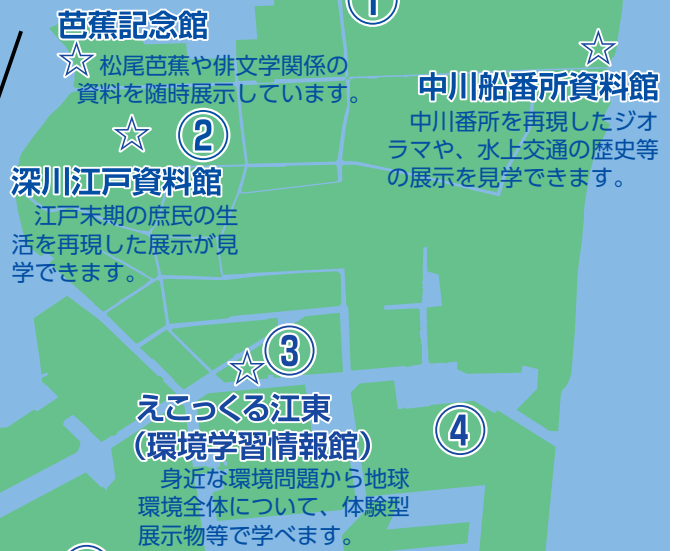 ①
芭蕉記念館
☆ 松尾芭蕉や俳文学関係の
資料を随時展示しています。
☆
中川船番所資料館
中川番所を再現したジオ
ラマや、水上交通の歴史等
の展示を見学できます。
☆ ②
深川江戸資料館
江戸末期の庶民の生
活を再現した展示が見
学できます。
☆ ③
えこっくる江東
（環境学習情報館）
身近な環境問題から地球
環境全体について、体験型
展示物等で学べます。
④